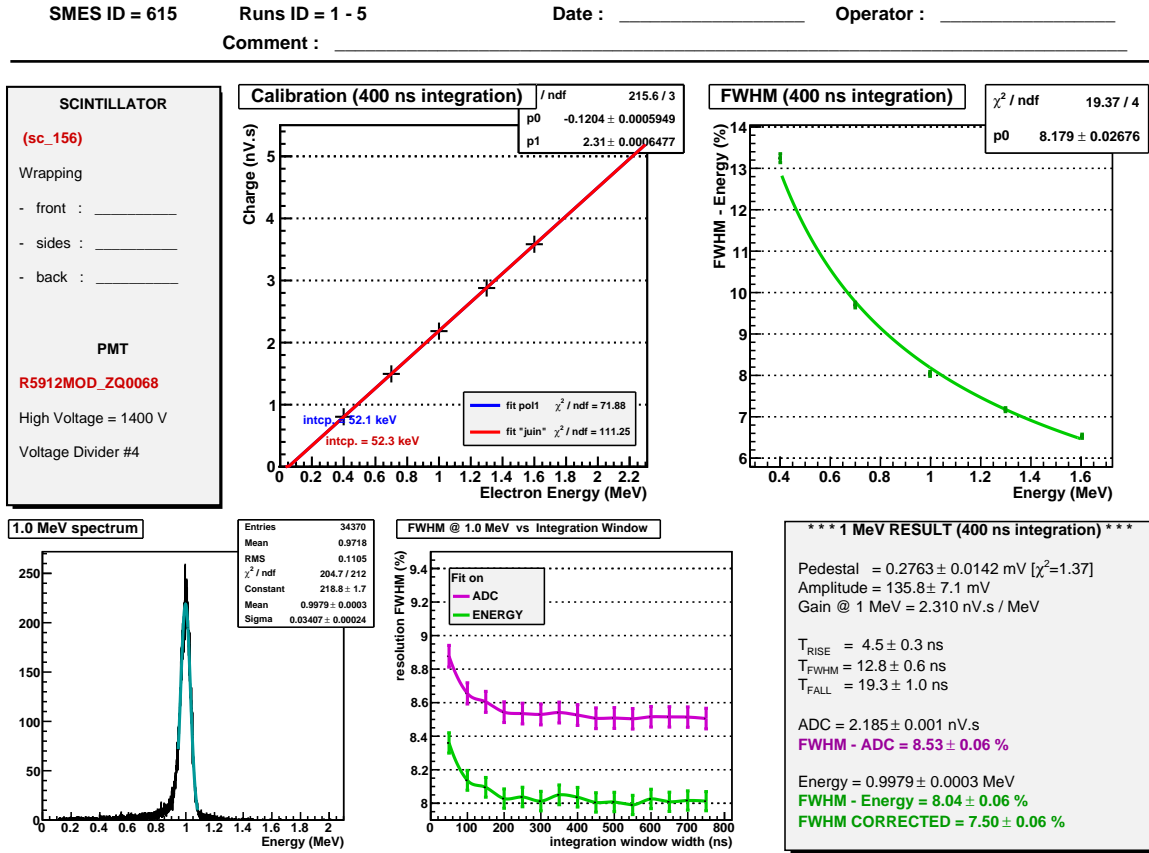 SMES ID = 615 Runs ID = 1 - 5 Date : _______________ Operator : _______________
Comment : _______________
SCINTILLATOR
(sc_156)
Wrapping
- front : __________
- sides : __________
- back : __________
PMT
R5912MOD_ZQ0068
High Voltage = 1400 V
Voltage Divider #4
Calibration (400 ns integration)
/ ndf 215.6 / 3
p0 -0.1204 ± 0.0005949
p1 2.31 ± 0.0006477
Charge (nV.s)
5
4
3
2
1
0
intcp. = 52.1 keV
intcp. = 52.3 keV
fit pol1 χ² / ndf = 71.88
fit "juin" χ² / ndf = 111.25
0 0.2 0.4 0.6 0.8 1 1.2 1.4 1.6 1.8 2 2.2
Electron Energy (MeV)
FWHM (400 ns integration)
χ² / ndf 19.37 / 4
p0 8.179 ± 0.02676
FWHM - Energy (%)
14
13
12
11
10
9
8
7
6
0.4 0.6 0.8 1 1.2 1.4 1.6
Energy (MeV)
1.0 MeV spectrum
Entries 34370
Mean 0.9718
RMS 0.1105
χ² / ndf 204.7 / 212
Constant 218.8 ± 1.7
Mean 0.9979 ± 0.0003
Sigma 0.03407 ± 0.00024
250
200
150
100
50
0
0 0.2 0.4 0.6 0.8 1 1.2 1.4 1.6 1.8 2
Energy (MeV)
FWHM @ 1.0 MeV vs Integration Window
resolution FWHM (%)
9.4
9.2
9
8.8
8.6
8.4
8.2
8
Fit on
ADC
ENERGY
0 100 200 300 400 500 600 700 800
integration window width (ns)
* * * 1 MeV RESULT (400 ns integration) * * *
Pedestal = 0.2763 ± 0.0142 mV [χ²=1.37]
Amplitude = 135.8 ± 7.1 mV
Gain @ 1 MeV = 2.310 nV.s / MeV
T_RISE = 4.5 ± 0.3 ns
T_FWHM = 12.8 ± 0.6 ns
T_FALL = 19.3 ± 1.0 ns
ADC = 2.185 ± 0.001 nV.s
FWHM - ADC = 8.53 ± 0.06 %
Energy = 0.9979 ± 0.0003 MeV
FWHM - Energy = 8.04 ± 0.06 %
FWHM CORRECTED = 7.50 ± 0.06 %